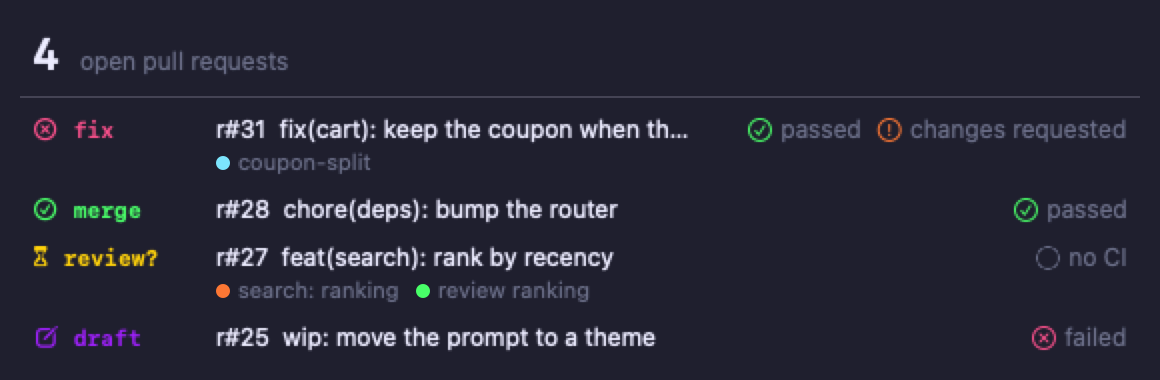 4 open pull requests
fix r#31 fix(cart): keep the coupon when th... passed changes requested
coupon-split
merge r#28 chore(deps): bump the router passed
review? r#27 feat(search): rank by recency no CI
search: ranking review ranking
draft r#25 wip: move the prompt to a theme failed